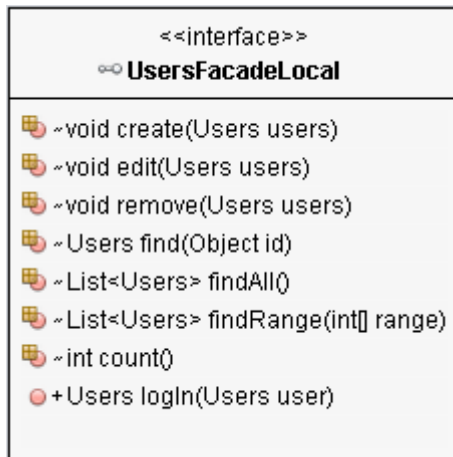 <<interface>>
UsersFacadeLocal
~void create(Users users)
~void edit(Users users)
~void remove(Users users)
~Users find(Object id)
~List<Users> findAll()
~List<Users> findRange(int[] range)
~int count()
+Users logIn(Users user)